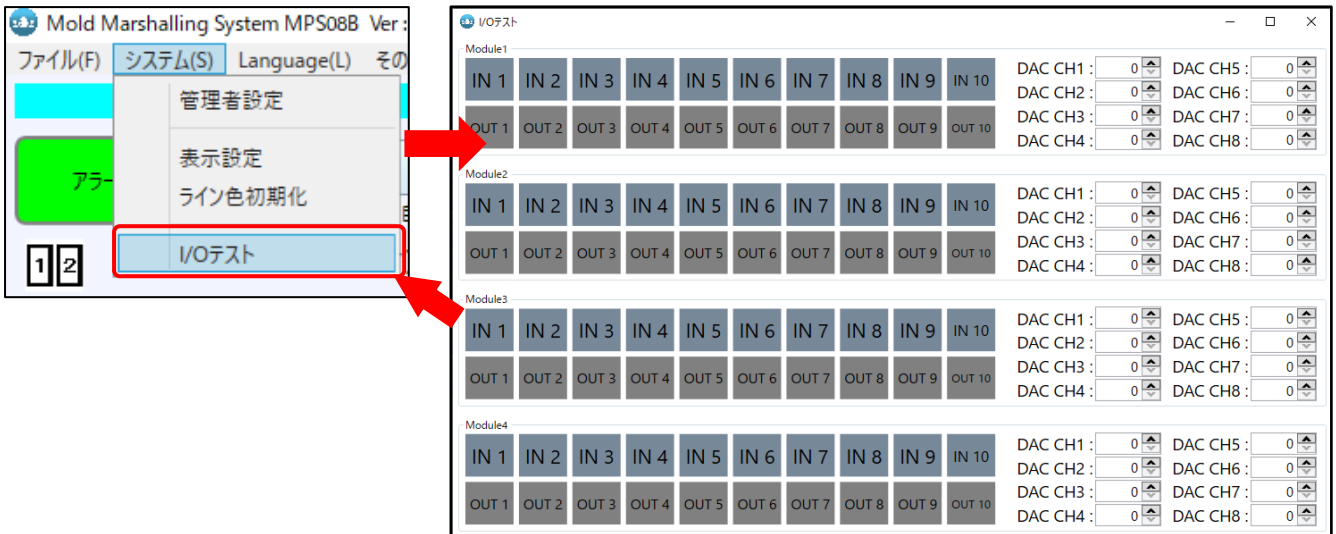 Mold Marshalling System MPS08B Ver :
ファイル(F) システム(S) Language(L) その
管理者設定
表示設定
ライン色初期化
I/Oテスト
アラー
1 2
I/Oテスト
Module1
IN 1 IN 2 IN 3 IN 4 IN 5 IN 6 IN 7 IN 8 IN 9 IN 10
OUT 1 OUT 2 OUT 3 OUT 4 OUT 5 OUT 6 OUT 7 OUT 8 OUT 9 OUT 10
DAC CH1 : 0 DAC CH5 : 0
DAC CH2 : 0 DAC CH6 : 0
DAC CH3 : 0 DAC CH7 : 0
DAC CH4 : 0 DAC CH8 : 0
Module2
IN 1 IN 2 IN 3 IN 4 IN 5 IN 6 IN 7 IN 8 IN 9 IN 10
OUT 1 OUT 2 OUT 3 OUT 4 OUT 5 OUT 6 OUT 7 OUT 8 OUT 9 OUT 10
DAC CH1 : 0 DAC CH5 : 0
DAC CH2 : 0 DAC CH6 : 0
DAC CH3 : 0 DAC CH7 : 0
DAC CH4 : 0 DAC CH8 : 0
Module3
IN 1 IN 2 IN 3 IN 4 IN 5 IN 6 IN 7 IN 8 IN 9 IN 10
OUT 1 OUT 2 OUT 3 OUT 4 OUT 5 OUT 6 OUT 7 OUT 8 OUT 9 OUT 10
DAC CH1 : 0 DAC CH5 : 0
DAC CH2 : 0 DAC CH6 : 0
DAC CH3 : 0 DAC CH7 : 0
DAC CH4 : 0 DAC CH8 : 0
Module4
IN 1 IN 2 IN 3 IN 4 IN 5 IN 6 IN 7 IN 8 IN 9 IN 10
OUT 1 OUT 2 OUT 3 OUT 4 OUT 5 OUT 6 OUT 7 OUT 8 OUT 9 OUT 10
DAC CH1 : 0 DAC CH5 : 0
DAC CH2 : 0 DAC CH6 : 0
DAC CH3 : 0 DAC CH7 : 0
DAC CH4 : 0 DAC CH8 : 0